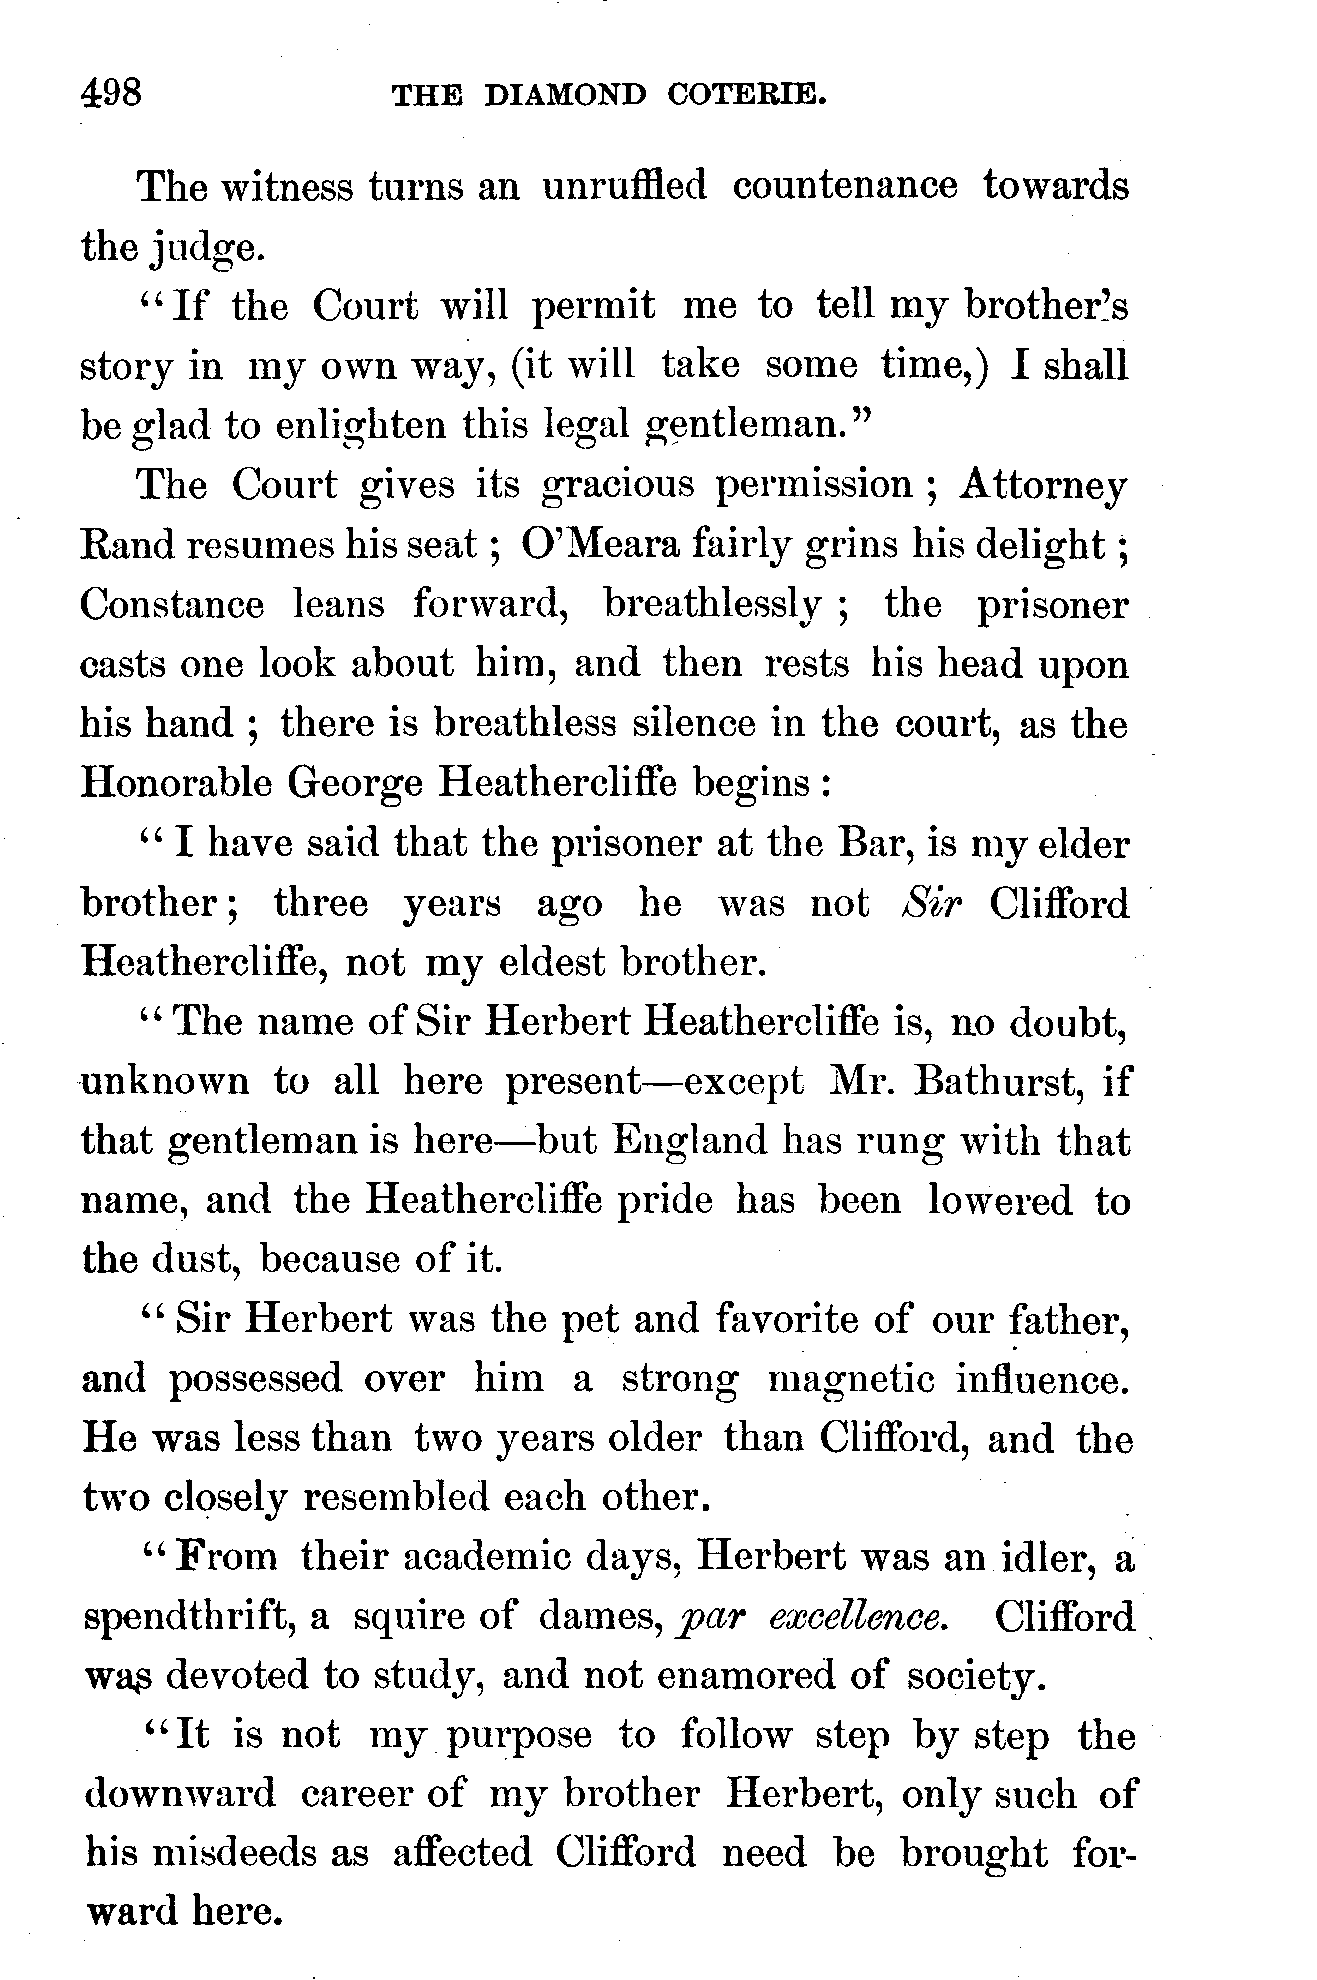 498 THE DIAMOND COTERIE.
The witness turns an unruffled countenance towards
the judge.
“If the Court will permit me to tell my brother's
story in my own way, (it will take some time,) I shall
be glad to enlighten this legal gentleman.”
The Court gives its gracious permission ; Attorney
Rand resumes his seat ; O’Meara fairly grins his delight ;
Constance leans forward, breathlessly ; the prisoner
casts one look about him, and then rests his head upon
his hand ; there is breathless silence in the court, as the
Honorable George Heathercliffe begins :
“ I have said that the prisoner at the Bar, is my elder
brother ; three years ago he was not Sir Clifford
Heathercliffe, not my eldest brother.
“ The name of Sir Herbert Heathercliffe is, no doubt,
unknown to all here present—except Mr. Bathurst, if
that gentleman is here—but England has rung with that
name, and the Heathercliffe pride has been lowered to
the dust, because of it.
“ Sir Herbert was the pet and favorite of our father,
and possessed over him a strong magnetic influence.
He was less than two years older than Clifford, and the
two closely resembled each other.
“ From their academic days, Herbert was an idler, a
spendthrift, a squire of dames, par excellence. Clifford
was devoted to study, and not enamored of society.
“It is not my purpose to follow step by step the
downward career of my brother Herbert, only such of
his misdeeds as affected Clifford need be brought for-
ward here.